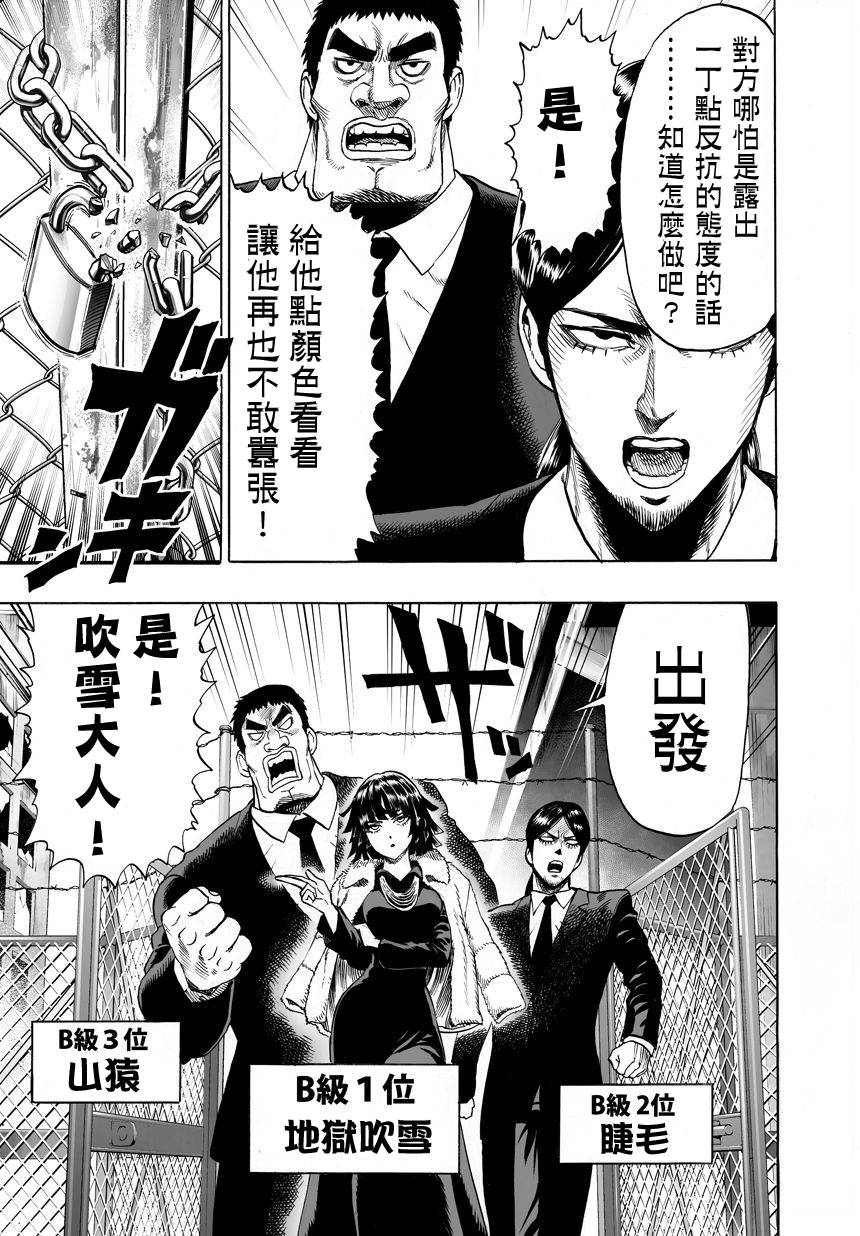 對方哪怕是露出
一丁點反抗的態度的話
………知道怎麼做吧？
是！
給他點顏色看看
讓他再也不敢囂張！
ガキン
出發
ザッ
是！
吹雪大人！
B級３位
山猿
B級１位
地獄吹雪
B級2位
睫毛